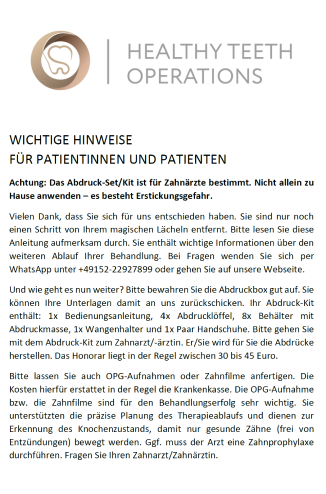 HEALTHY TEETH
OPERATIONS
WICHTIGE HINWEISE
FÜR PATIENTINNEN UND PATIENTEN
Achtung: Das Abdruck-Set/Kit ist für Zahnärzte bestimmt. Nicht allein zu
Hause anwenden – es besteht Erstickungsgefahr.
Vielen Dank, dass Sie sich für uns entschieden haben. Sie sind nur noch
einen Schritt von Ihrem magischen Lächeln entfernt. Bitte lesen Sie diese
Anleitung aufmerksam durch. Sie enthält wichtige Informationen über den
weiteren Ablauf Ihrer Behandlung. Bei Fragen wenden Sie sich per
WhatsApp unter +49152-22927899 oder gehen Sie auf unsere Webseite.
Und wie geht es nun weiter? Bitte bewahren Sie die Abdruckbox gut auf. Sie
können Ihre Unterlagen damit an uns zurückschicken. Ihr Abdruck-Kit
enthält: 1x Bedienungsanleitung, 4x Abdrucklöffel, 8x Behälter mit
Abdruckmasse, 1x Wangenhalter und 1x Paar Handschuhe. Bitte gehen Sie
mit dem Abdruck-Kit zum Zahnarzt/-ärztin. Er/Sie wird für Sie die Abdrücke
herstellen. Das Honorar liegt in der Regel zwischen 30 bis 45 Euro.
Bitte lassen Sie auch OPG-Aufnahmen oder Zahnfilme anfertigen. Die
Kosten hierfür erstattet in der Regel die Krankenkasse. Die OPG-Aufnahme
bzw. die Zahnfilme sind für den Behandlungserfolg sehr wichtig. Sie
unterstützten die präzise Planung des Therapieablaufs und dienen zur
Erkennung des Knochenzustands, damit nur gesunde Zähne (frei von
Entzündungen) bewegt werden. Ggf. muss der Arzt eine Zahnprophylaxe
durchführen. Fragen Sie Ihren Zahnarzt/Zahnärztin.